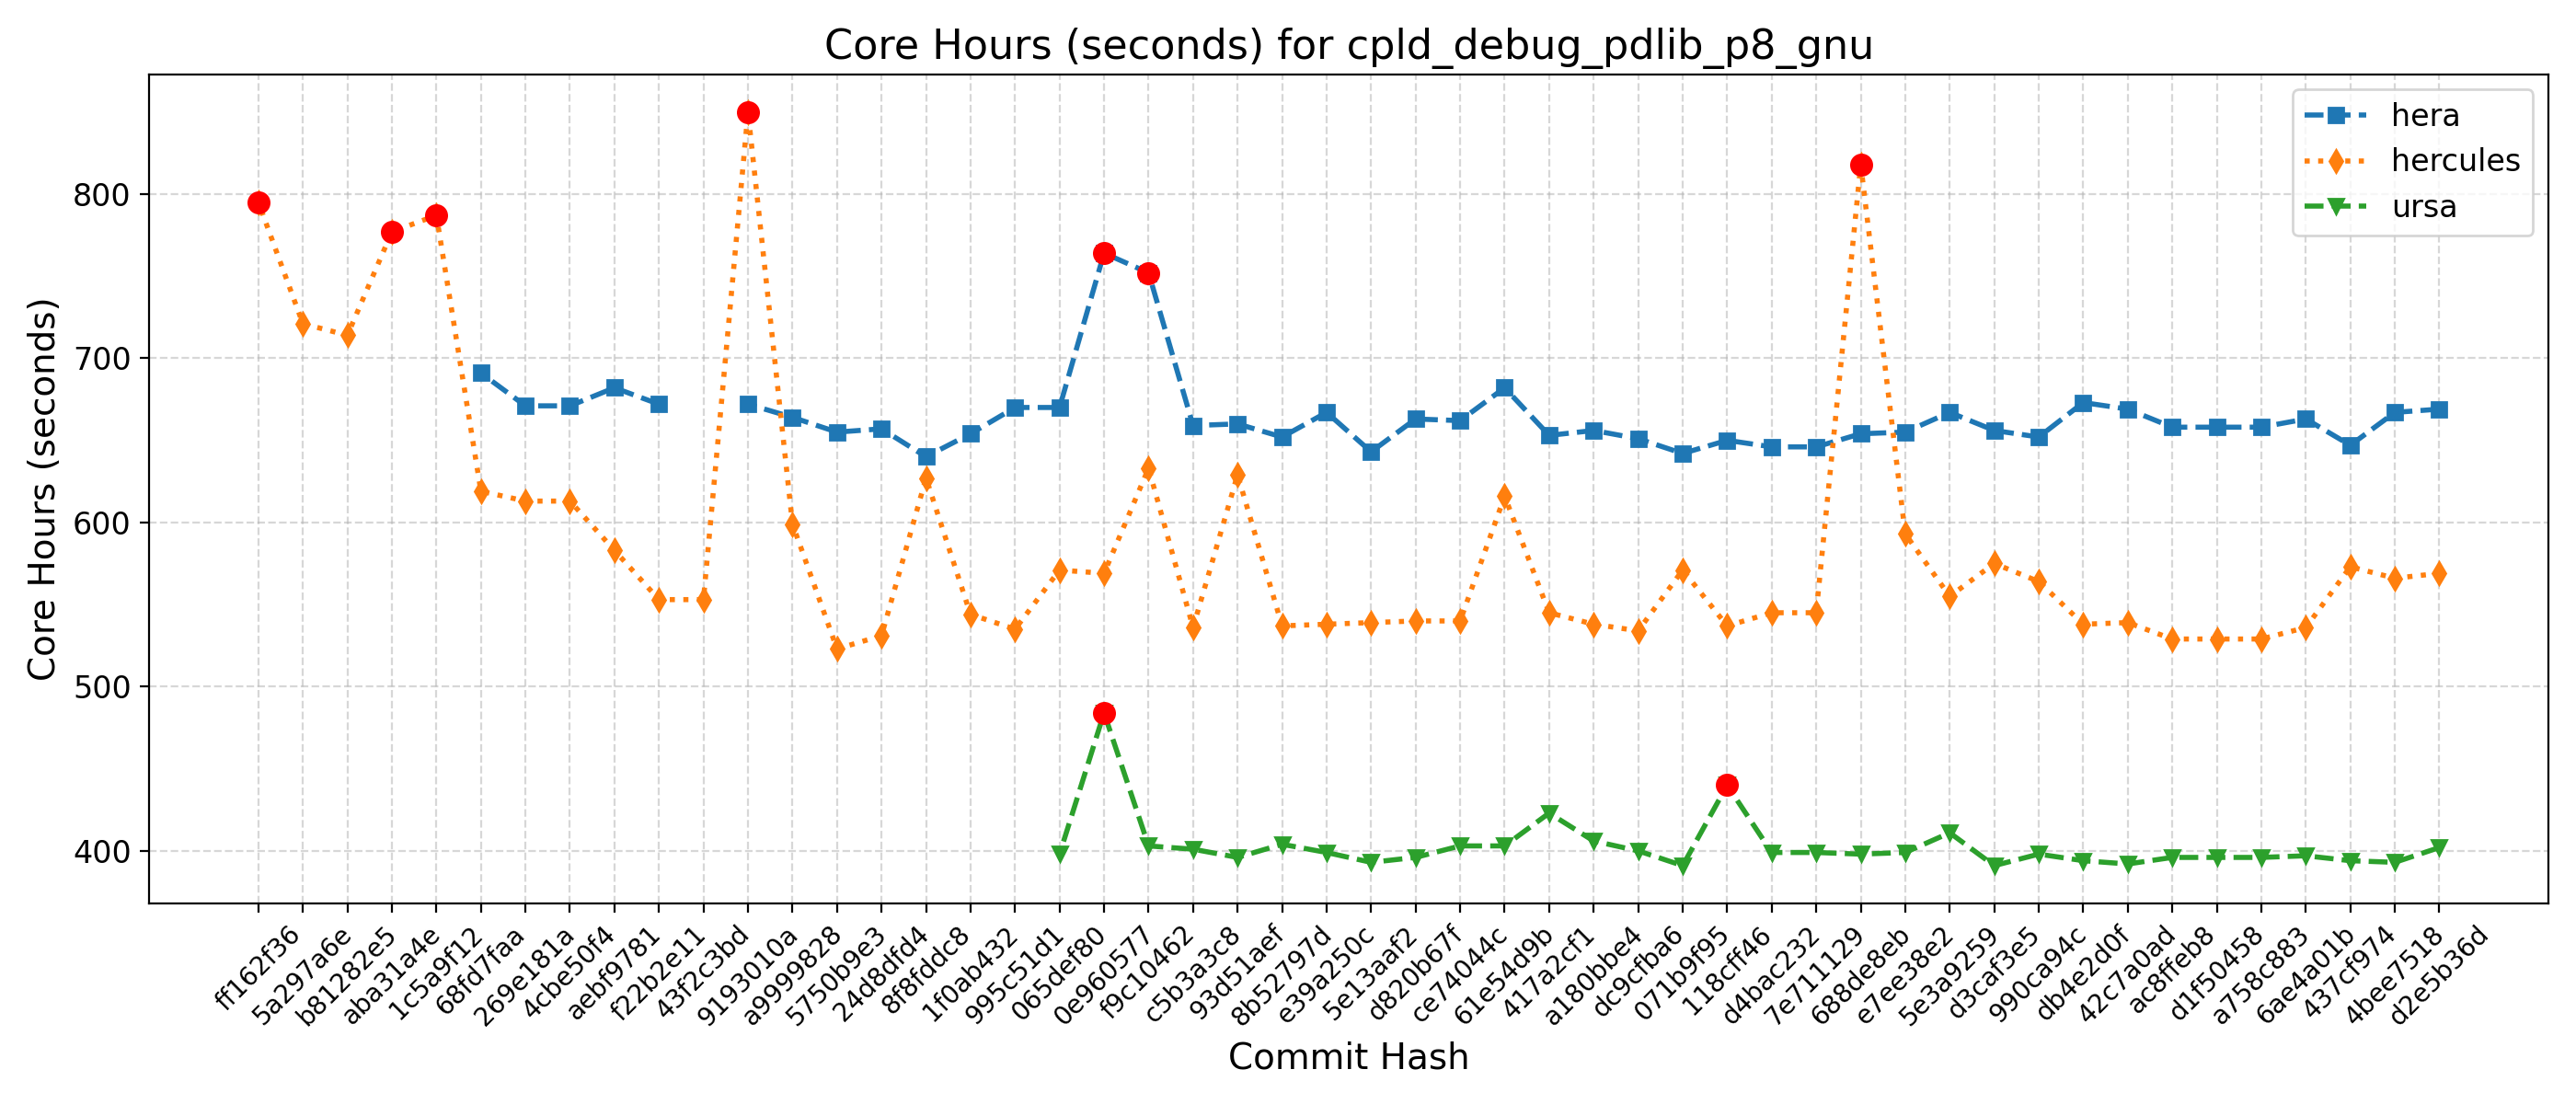 Core Hours (seconds) for cpld_debug_pdlib_p8_gnu
hera
hercules
ursa
Core Hours (seconds)
800
700
600
500
400
ff162f36
5a297a6e
b81282e5
aba31a4e
1c5a9f12
68fd7faa
269e181a
4cbe50f4
aebf9781
f22b2e11
43f2c3bd
9193010a
a9999828
5750b9e3
24d8dfd4
8f8fddc8
1f0ab432
995c51d1
065def80
0e960577
f9c10462
c5b3a3c8
93d51aef
8b52797d
e39a250c
5e13aaf2
d820b67f
ce74044c
61e54d9b
417a2cf1
a180bbe4
dc9cfba6
071b9f95
118cff46
d4bac232
7e711129
688de8eb
e7ee38e2
5e3a9259
d3caf3e5
990ca94c
db4e2d0f
42c7a0ad
ac8ffeb8
d1f50458
a758c883
6ae4a01b
437cf974
4bee7518
d2e5b36d
Commit Hash